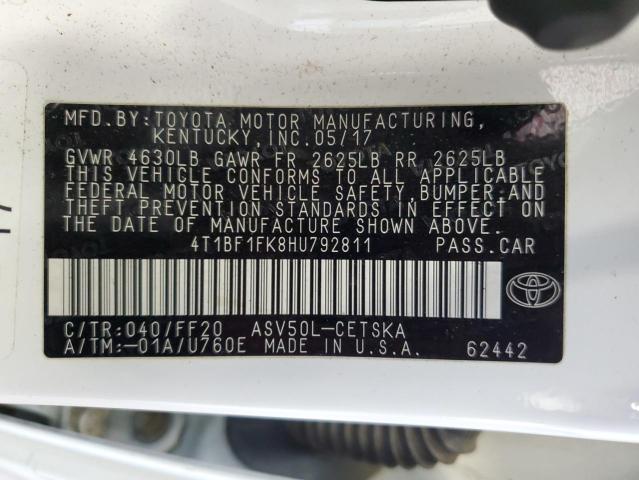 MFD.BY:TOYOTA MOTOR MANUFACTURING,
KENTUCKY,INC.05/17
GVWR 4630LB GAWR FR 2625LB RR 2625LB
THIS VEHICLE CONFORMS TO ALL APPLICABLE
FEDERAL MOTOR VEHICLE SAFETY,BUMPER,AND
THEFT PREVENTION STANDARDS IN EFFECT ON
THE DATE OF MANUFACTURE SHOWN ABOVE.
4T1BF1FK8HU792811 PASS.CAR
C/TR:040/FF20 ASV50L-CETSKA
A/TM:-01A/U760E MADE IN U.S.A. 62442